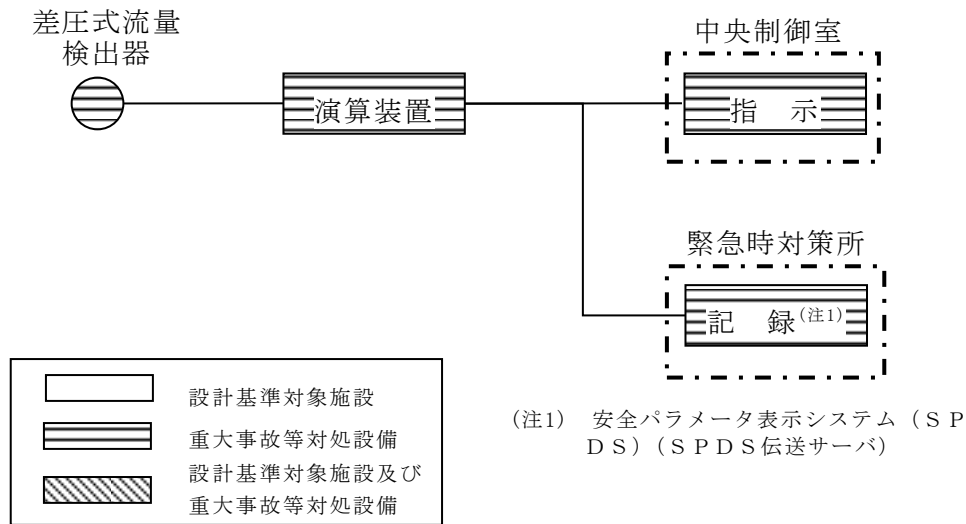 差圧式流量
検出器
演算装置
中央制御室
指　示
緊急時対策所
記　録(注1)
設計基準対象施設
重大事故等対処設備
設計基準対象施設及び
重大事故等対処設備
(注1)　安全パラメータ表示システム（ＳＰ
ＤＳ）（ＳＰＤＳ伝送サーバ）